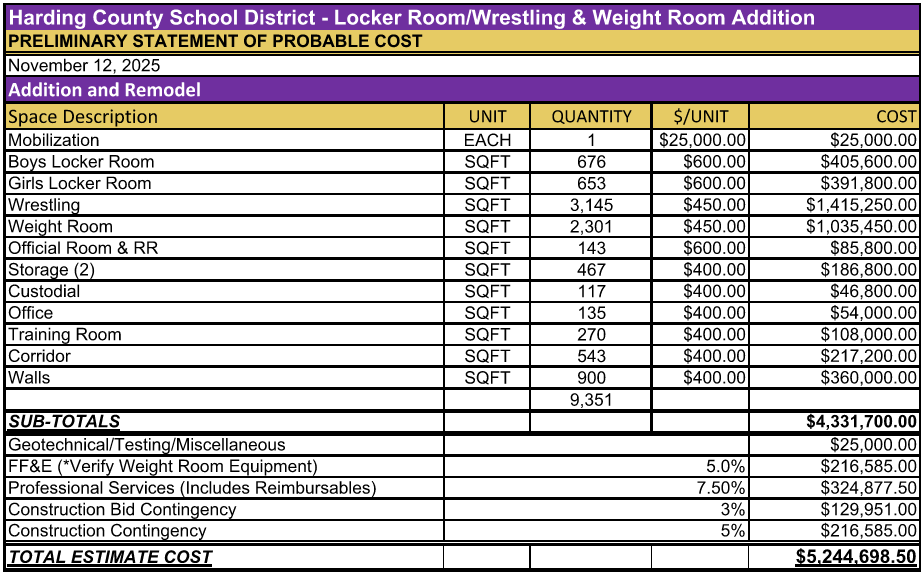 Harding County School District - Locker Room/Wrestling & Weight Room Addition
PRELIMINARY STATEMENT OF PROBABLE COST
November 12, 2025
Addition and Remodel
Space Description UNIT QUANTITY $/UNIT COST
Mobilization EACH 1 $25,000.00 $25,000.00
Boys Locker Room SQFT 676 $600.00 $405,600.00
Girls Locker Room SQFT 653 $600.00 $391,800.00
Wrestling SQFT 3,145 $450.00 $1,415,250.00
Weight Room SQFT 2,301 $450.00 $1,035,450.00
Official Room & RR SQFT 143 $600.00 $85,800.00
Storage (2) SQFT 467 $400.00 $186,800.00
Custodial SQFT 117 $400.00 $46,800.00
Office SQFT 135 $400.00 $54,000.00
Training Room SQFT 270 $400.00 $108,000.00
Corridor SQFT 543 $400.00 $217,200.00
Walls SQFT 900 $400.00 $360,000.00
9,351
SUB-TOTALS $4,331,700.00
Geotechnical/Testing/Miscellaneous $25,000.00
FF&E (*Verify Weight Room Equipment) 5.0% $216,585.00
Professional Services (Includes Reimbursables) 7.50% $324,877.50
Construction Bid Contingency 3% $129,951.00
Construction Contingency 5% $216,585.00
TOTAL ESTIMATE COST $5,244,698.50